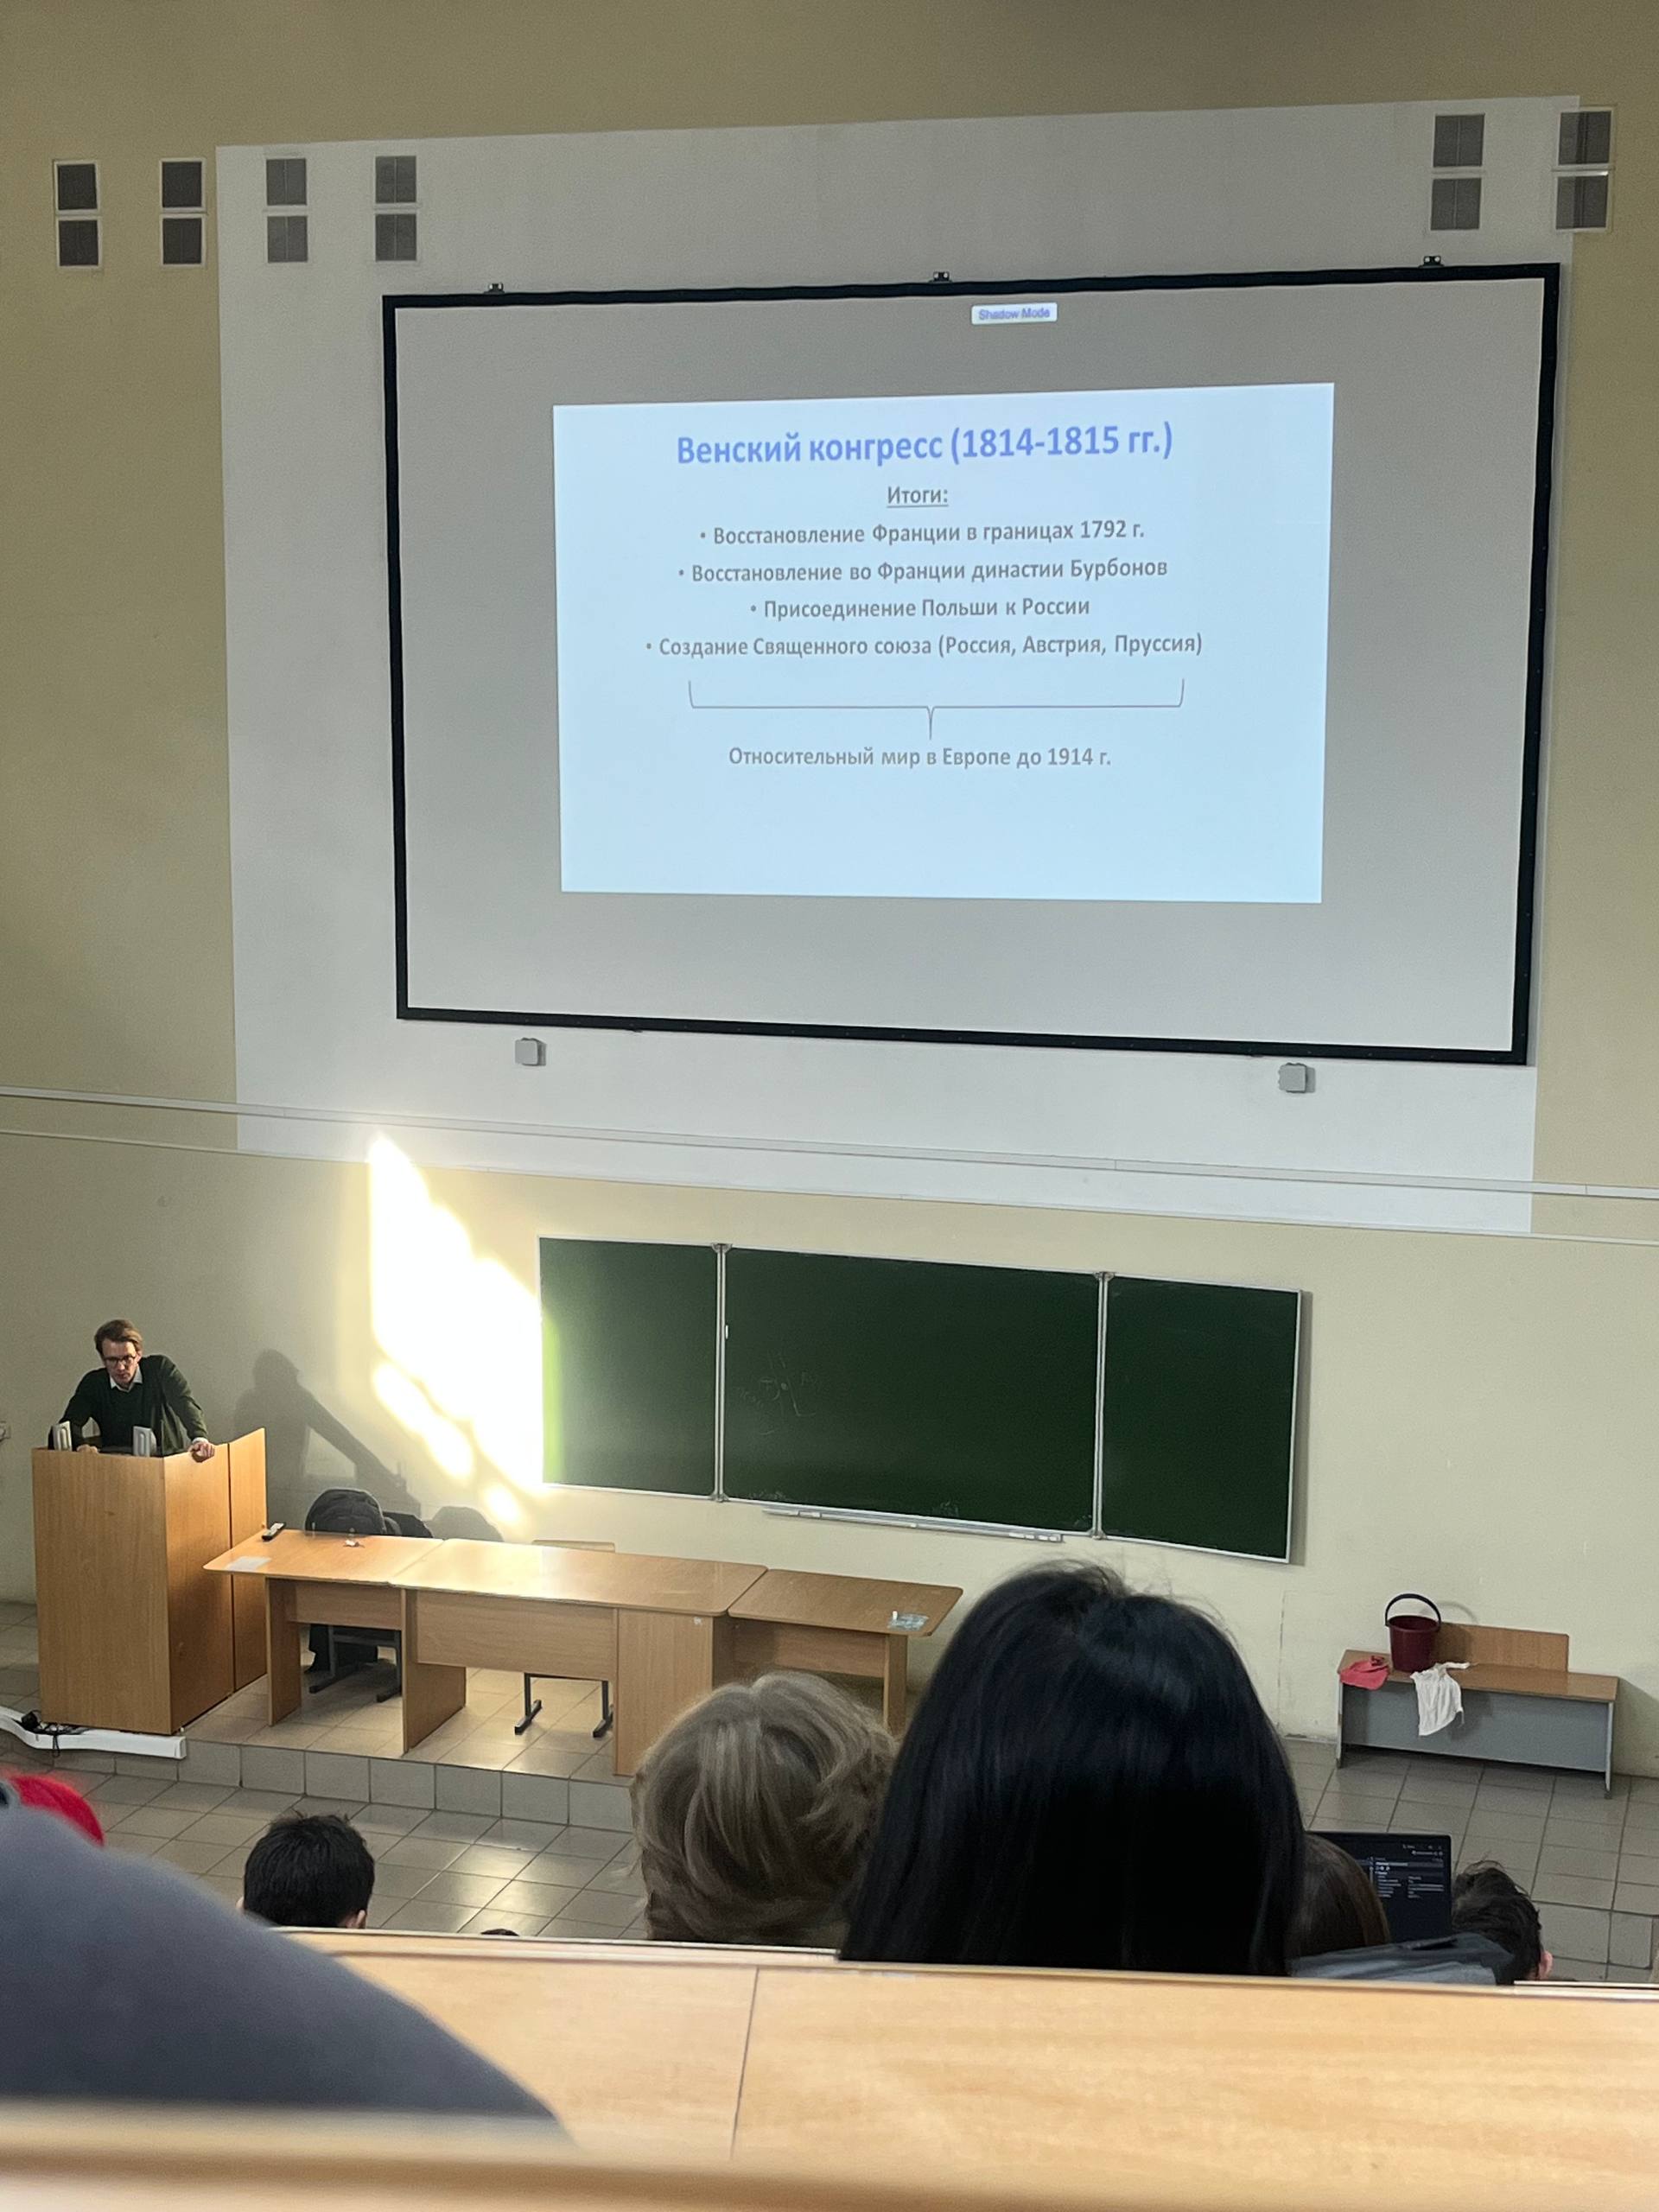 Shadow Mode
Венский конгресс (1814-1815 гг.)
Итоги:
• Восстановление Франции в границах 1792 г.
• Восстановление во Франции династии Бурбонов
• Присоединение Польши к России
• Создание Священного союза (Россия, Австрия, Пруссия)
Относительный мир в Европе до 1914 г.